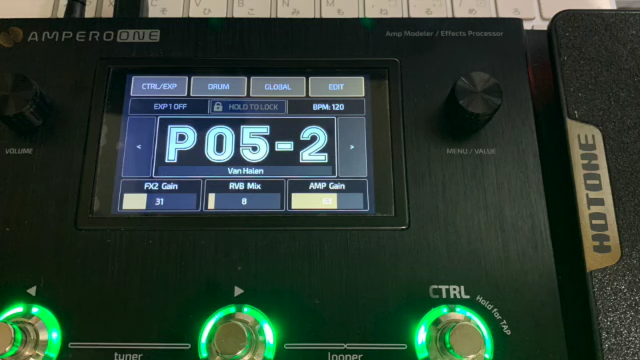 AMPERO ONE
Amp Modeler / Effects Processor
CTRL/EXP DRUM GLOBAL EDIT
EXP 1 OFF HOLD TO LOCK BPM: 120
< P05-2 >
Van Halen
FX2 Gain RVB Mix AMP Gain
31 8 63
VOLUME
MENU / VALUE
HOTONE
CTRL
Hold for TAP
tuner
looper